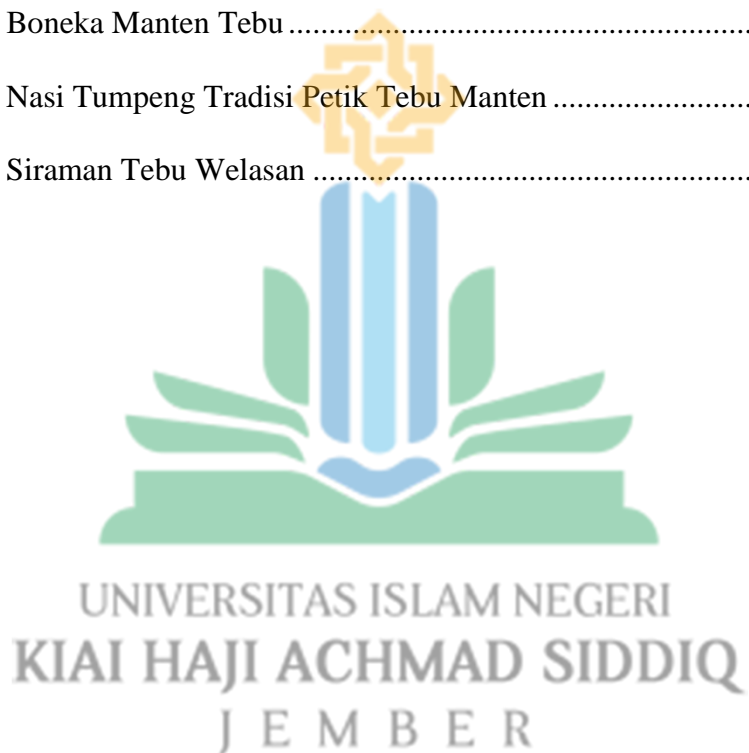 Boneka Manten Tebu ........................................................................
Nasi Tumpeng Tradisi Petik Tebu Manten ..............................
Siraman Tebu Welasan ....................................................................
UNIVERSITAS ISLAM NEGERI
KIAI HAJI ACHMAD SIDDIQ
JEMBER